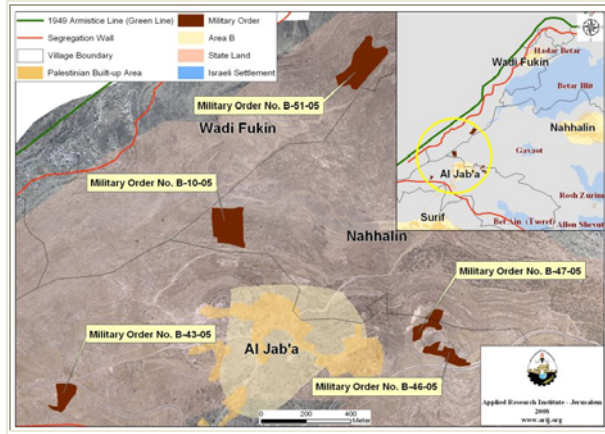 1949 Armistice Line (Green Line)
Segregation Wall
Village Boundary
Palestinian Built-up Area
Military Order
Area B
State Land
Israeli Settlement
Hadar Betar
Wadi Fukin
Betar Illit
Nahhalin
Gavaot
Al Jab'a
Rosh Zurim
Surif
Bet Ain (Tsoref)
Allon Shevut
Military Order No. B-51-05
Wadi Fukin
Military Order No. B-10-05
Nahhalin
Military Order No. B-47-05
Military Order No. B-43-05
Al Jab'a
Military Order No. B-46-05
0 200 400
Meter
Applied Research Institute - Jerusalem
2008
www.arij.org